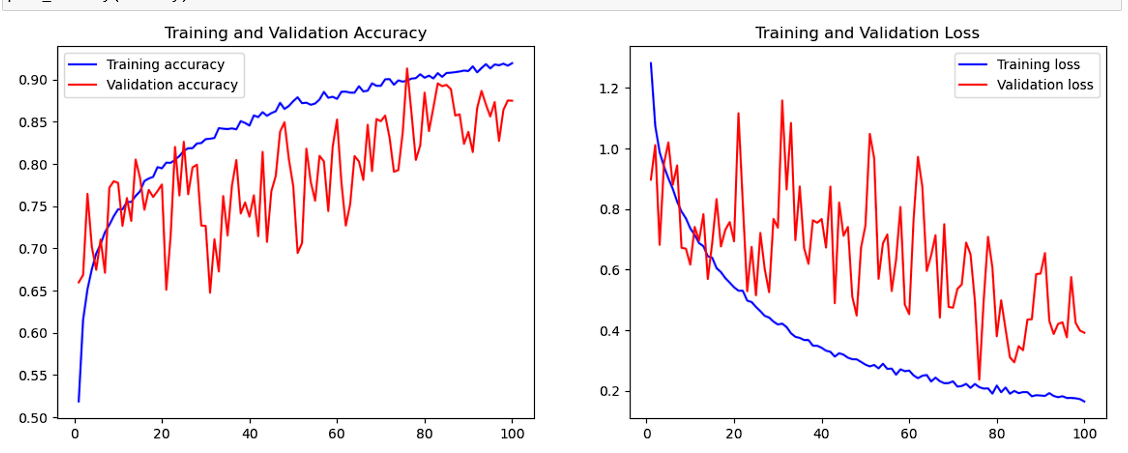 Training and Validation Accuracy
Training accuracy
Validation accuracy
0.90
0.85
0.80
0.75
0.70
0.65
0.60
0.55
0.50
0 20 40 60 80 100
Training and Validation Loss
Training loss
Validation loss
1.2
1.0
0.8
0.6
0.4
0.2
0 20 40 60 80 100